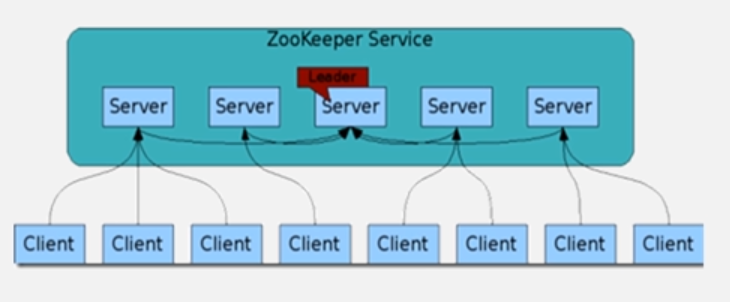 ZooKeeper Service
Leader
Server Server Server Server Server
Client Client Client Client Client Client Client Client